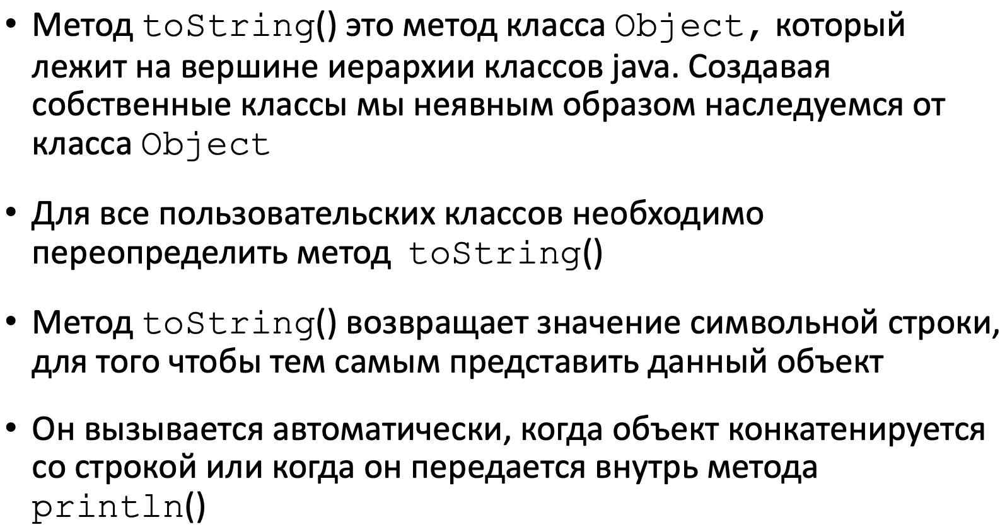 • Метод toString() это метод класса Object, который
лежит на вершине иерархии классов java. Создавая
собственные классы мы неявным образом наследуемся от
класса Object
• Для все пользовательских классов необходимо
переопределить метод toString()
• Метод toString() возвращает значение символьной строки,
для того чтобы тем самым представить данный объект
• Он вызывается автоматически, когда объект конкатенируется
со строкой или когда он передается внутрь метода
println()